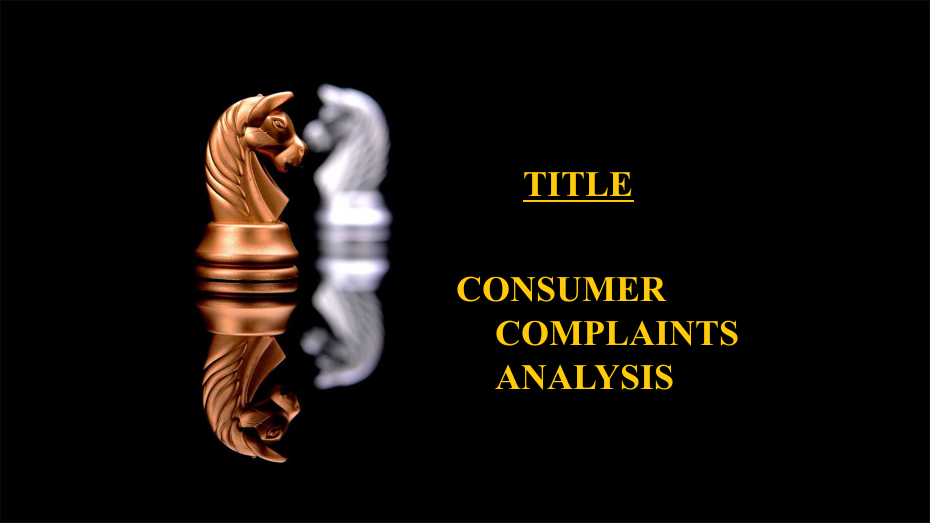 TITLE
CONSUMER
COMPLAINTS
ANALYSIS